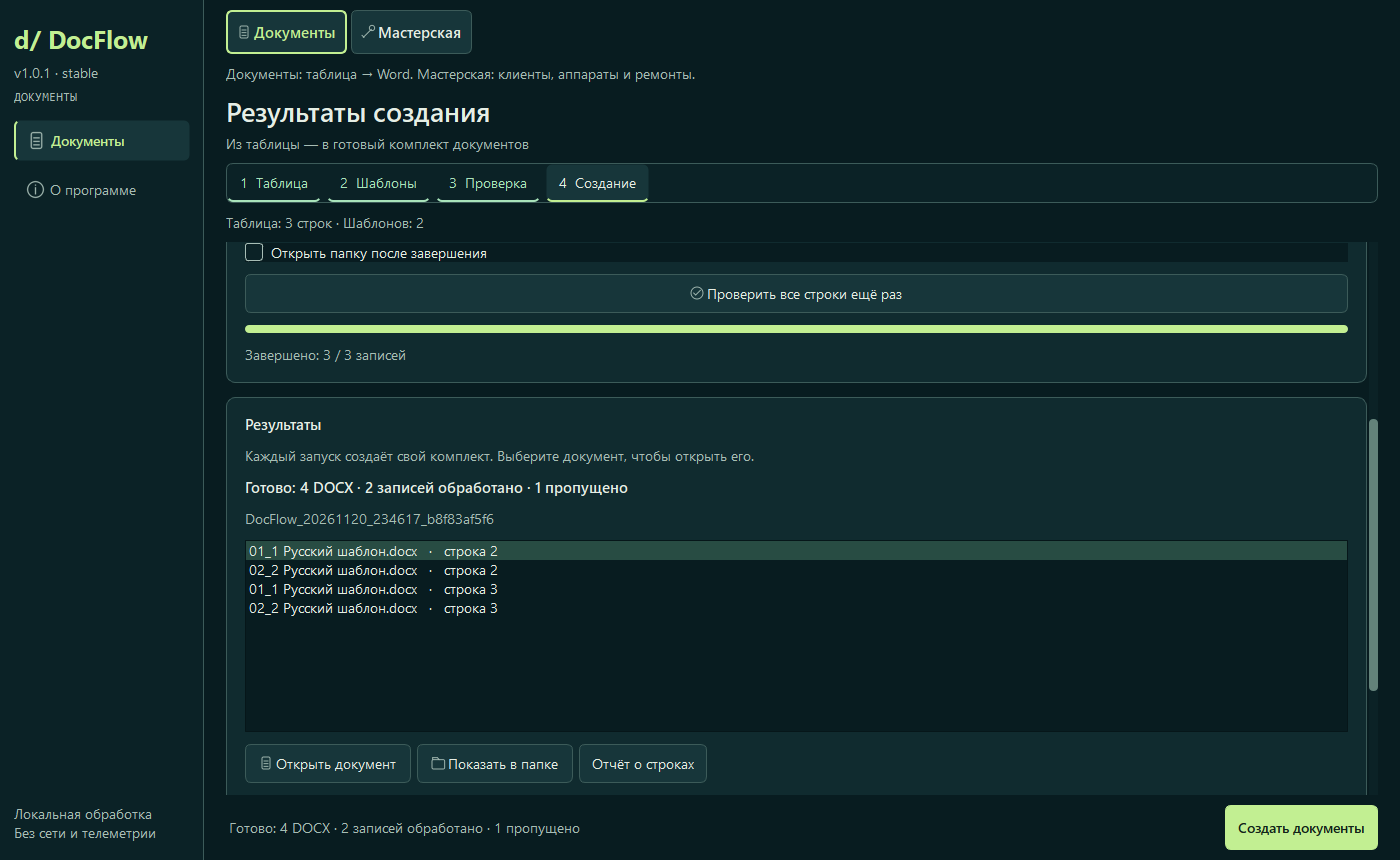 d/ DocFlow
v1.0.1 · stable
ДОКУМЕНТЫ
Документы
О программе
Локальная обработка
Без сети и телеметрии
Документы
Мастерская
Документы: таблица → Word. Мастерская: клиенты, аппараты и ремонты.
Результаты создания
Из таблицы — в готовый комплект документов
1 Таблица
2 Шаблоны
3 Проверка
4 Создание
Таблица: 3 строк · Шаблонов: 2
Открыть папку после завершения
Проверить все строки ещё раз
Завершено: 3 / 3 записей
Результаты
Каждый запуск создаёт свой комплект. Выберите документ, чтобы открыть его.
Готово: 4 DOCX · 2 записей обработано · 1 пропущено
DocFlow_20261120_234617_b8f83af5f6
01_1 Русский шаблон.docx · строка 2
02_2 Русский шаблон.docx · строка 2
01_1 Русский шаблон.docx · строка 3
02_2 Русский шаблон.docx · строка 3
Открыть документ
Показать в папке
Отчёт о строках
Готово: 4 DOCX · 2 записей обработано · 1 пропущено
Создать документы